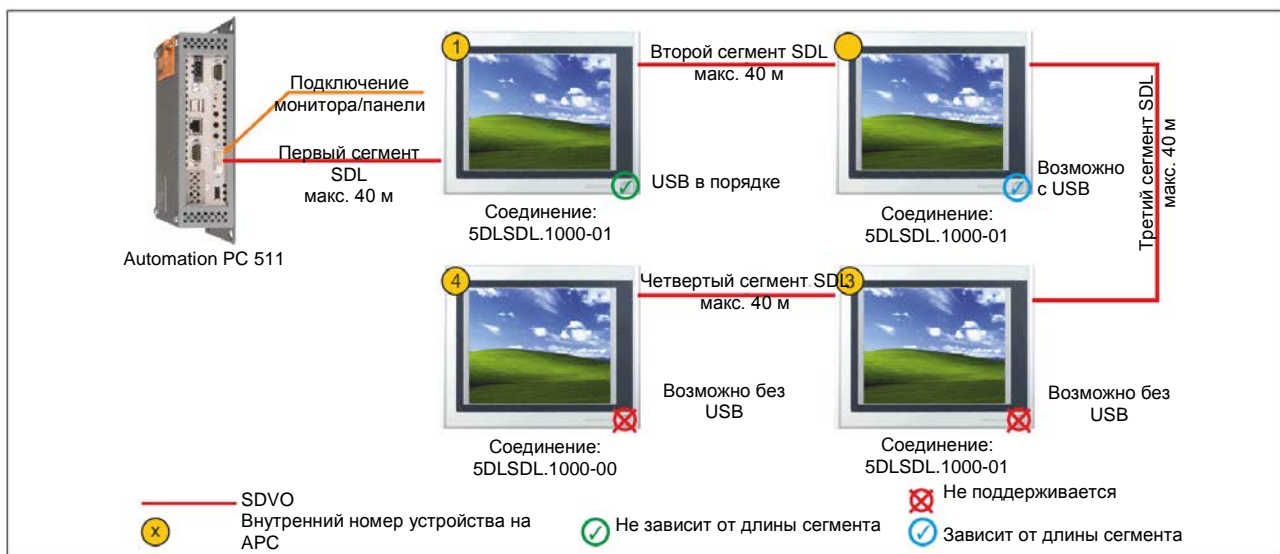 1
Второй сегмент SDL
макс. 40 м
Подключение
монитора/панели
Первый сегмент
SDL
макс. 40 м
USB в порядке
Возможно
с USB
Третий сегмент SDL
макс. 40 м
Соединение:
5DLSDL.1000-01
Соединение:
5DLSDL.1000-01
Automation PC 511
4
Четвертый сегмент SDL
макс. 40 м
3
Возможно без
USB
Возможно без
USB
Соединение:
5DLSDL.1000-00
Соединение:
5DLSDL.1000-01
SDVO
Не поддерживается
x
Внутренний номер устройства на
APC
Не зависит от длины сегмента
Зависит от длины сегмента